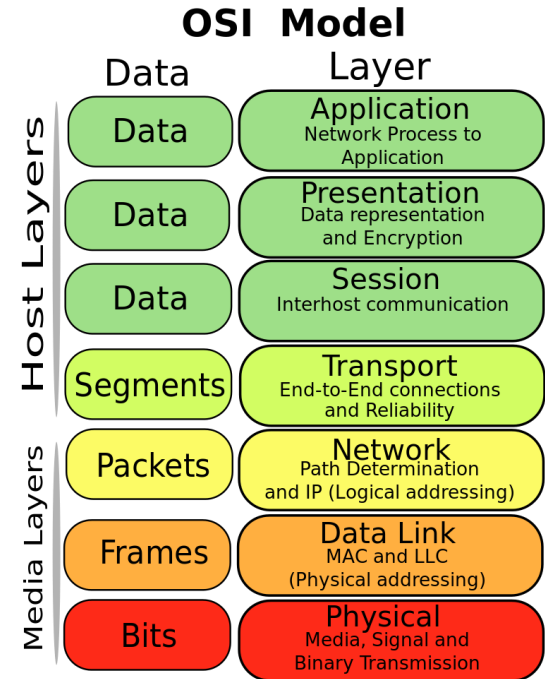 OSI Model
Data
Layer
Host Layers
Data
Application
Network Process to
Application
Data
Presentation
Data representation
and Encryption
Data
Session
Interhost communication
Segments
Transport
End-to-End connections
and Reliability
Media Layers
Packets
Network
Path Determination
and IP (Logical addressing)
Frames
Data Link
MAC and LLC
(Physical addressing)
Bits
Physical
Media, Signal and
Binary Transmission